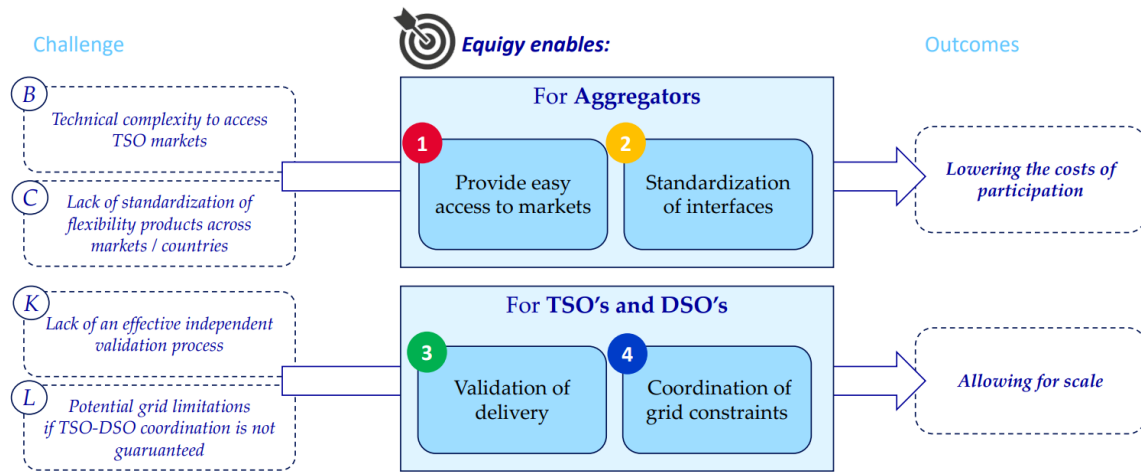 Challenge
Equigy enables:
Outcomes
B
Technical complexity to access
TSO markets
C
Lack of standardization of
flexibility products across
markets / countries
For Aggregators
1
Provide easy
access to markets
2
Standardization
of interfaces
Lowering the costs of
participation
K
Lack of an effective independent
validation process
L
Potential grid limitations
if TSO-DSO coordination is not
guaruanteed
For TSO's and DSO's
3
Validation of
delivery
4
Coordination of
grid constraints
Allowing for scale